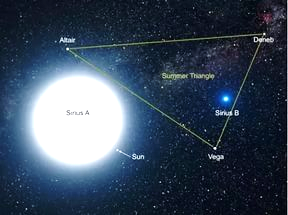 Altair
Deneb
Summer Triangle
Sirius A
Sirius B
Sun
Vega